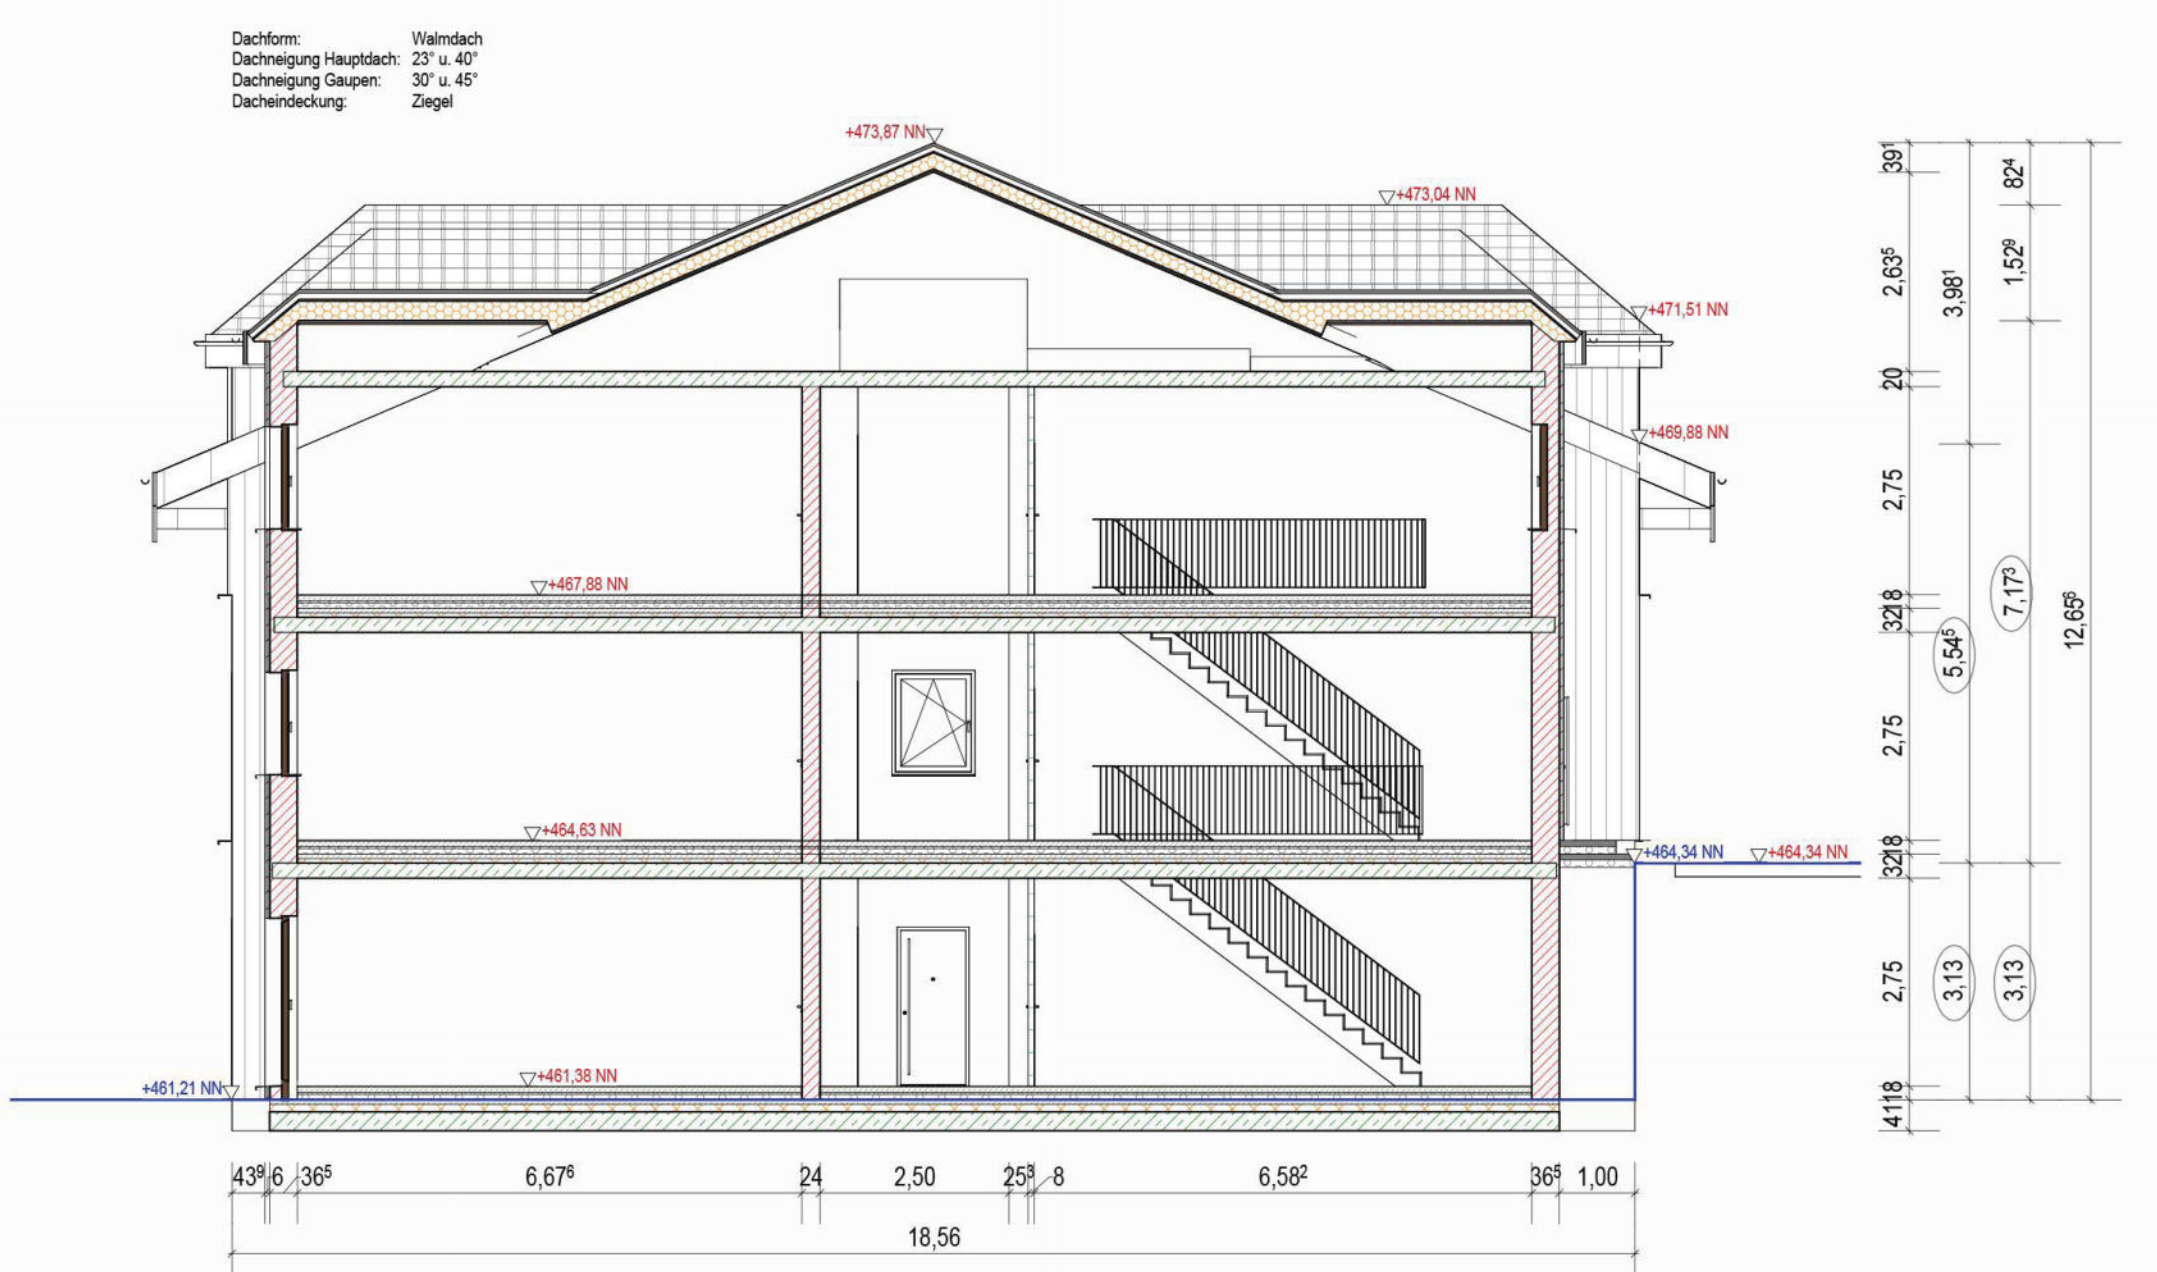 Dachform: Walmdach
Dachneigung Hauptdach: 23° u. 40°
Dachneigung Gaupen: 30° u. 45°
Dacheindeckung: Ziegel
+473,87 NN
+473,04 NN
+471,51 NN
+469,88 NN
+467,88 NN
+464,63 NN
+464,34 NN
+464,34 NN
+461,38 NN
+461,21 NN
39¹
2,63⁵
20
2,75
18
32
2,75
18
32
2,75
18
41
3,98¹
5,54⁵
3,13
82⁴
1,52⁹
7,17³
3,13
12,65⁶
43⁹ 6 36⁵ 6,67⁶ 24 2,50 25³ 8 6,58² 36⁵ 1,00
18,56